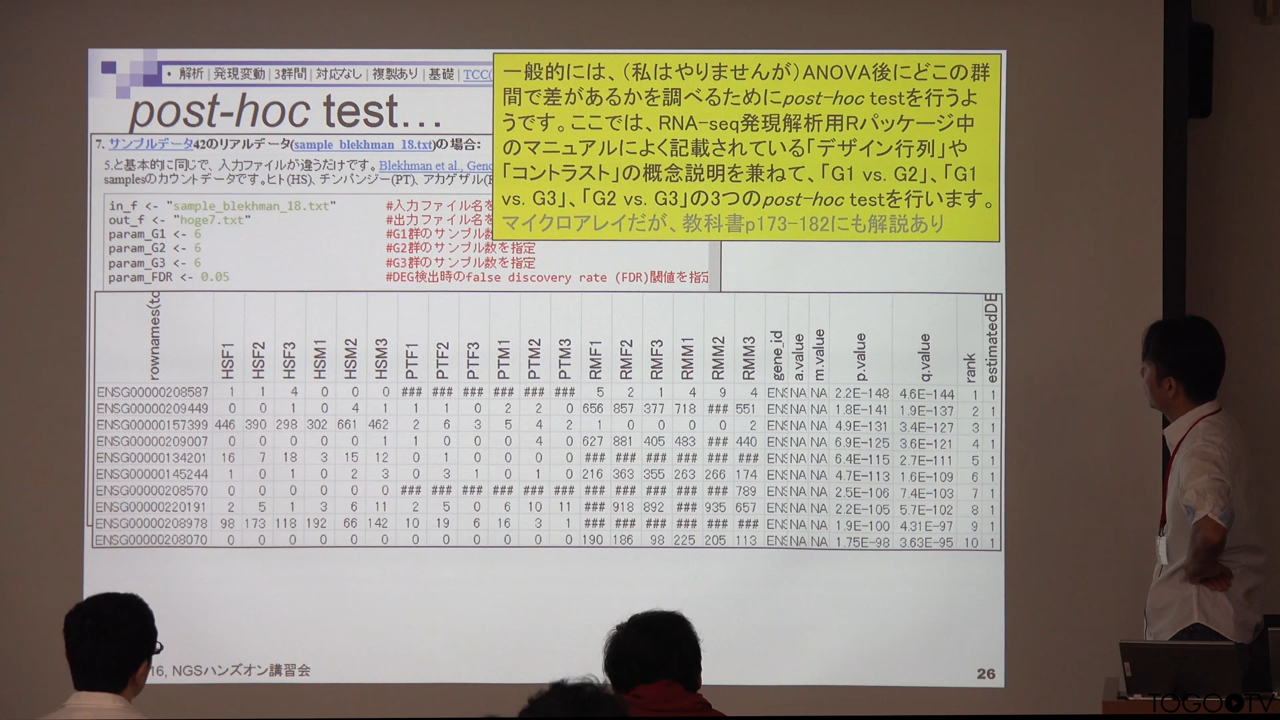 • 解析 | 発現変動 | 3群間 | 対応なし | 複製あり | 基礎 | TCC(
post-hoc test…
一般的には、(私はやりませんが)ANOVA後にどこの群
間で差があるかを調べるためにpost-hoc testを行うよ
うです。ここでは、RNA-seq発現解析用Rパッケージ中
のマニュアルによく記載されている「デザイン行列」や
「コントラスト」の概念説明を兼ねて、「G1 vs. G2」、「G1
vs. G3」、「G2 vs. G3」の3つのpost-hoc testを行います。
マイクロアレイだが、教科書p173-182にも解説あり
7. サンプルデータ42のリアルデータ(sample_blekhman_18.txt)の場合:
5.と基本的に同じで、入力ファイルが違うだけです。Blekhman et al., Geno
samplesのカウントデータです。ヒト(HS), チンパンジー(PT), アカゲザル(
in_f <- "sample_blekhman_18.txt" #入力ファイル名を
out_f <- "hoge7.txt" #出力ファイル名を
param_G1 <- 6 #G1群のサンプル数を指定
param_G2 <- 6 #G2群のサンプル数を指定
param_G3 <- 6 #G3群のサンプル数を指定
param_FDR <- 0.05 #DEG検出時のfalse discovery rate (FDR)閾値を指定
rownames(tc HSF1 HSF2 HSF3 HSM1 HSM2 HSM3 PTF1 PTF2 PTF3 PTM1 PTM2 PTM3 RMF1 RMF2 RMF3 RMM1 RMM2 RMM3 gene_id a.value m.value p.value q.value rank estimatedDE
ENSG00000208587 1 1 4 0 0 0 ### ### ### ### ### ### 5 2 1 4 9 4 ENS NA NA 2.2E-148 4.6E-144 1 1
ENSG00000209449 0 0 1 0 4 1 1 1 0 2 2 0 656 857 377 718 ### 551 ENS NA NA 1.8E-141 1.9E-137 2 1
ENSG00000157399 446 390 298 302 661 462 2 6 3 5 4 2 1 0 0 0 0 2 ENS NA NA 4.9E-131 3.4E-127 3 1
ENSG00000209007 0 0 0 0 0 1 1 0 0 0 4 0 627 881 405 483 ### 440 ENS NA NA 6.9E-125 3.6E-121 4 1
ENSG00000134201 16 7 18 3 15 12 0 1 0 0 0 0 ### ### ### ### ### ### ENS NA NA 6.4E-115 2.7E-111 5 1
ENSG00000145244 1 0 1 0 2 3 0 3 1 0 1 0 216 363 355 263 266 174 ENS NA NA 4.7E-113 1.6E-109 6 1
ENSG00000208570 0 0 0 0 0 0 ### ### ### ### ### ### ### ### ### ### ### 789 ENS NA NA 2.5E-106 7.4E-103 7 1
ENSG00000220191 2 5 1 3 6 11 2 5 0 6 10 11 ### 918 892 ### 935 657 ENS NA NA 2.2E-105 5.7E-102 8 1
ENSG00000208978 98 173 118 192 66 142 10 19 6 16 3 1 ### ### ### ### ### ### ENS NA NA 1.9E-100 4.31E-97 9 1
ENSG00000208070 0 0 0 0 0 0 0 0 0 0 0 0 190 186 98 225 205 113 ENS NA NA 1.75E-98 3.63E-95 10 1
16, NGSハンズオン講習会
26
TOGOTV